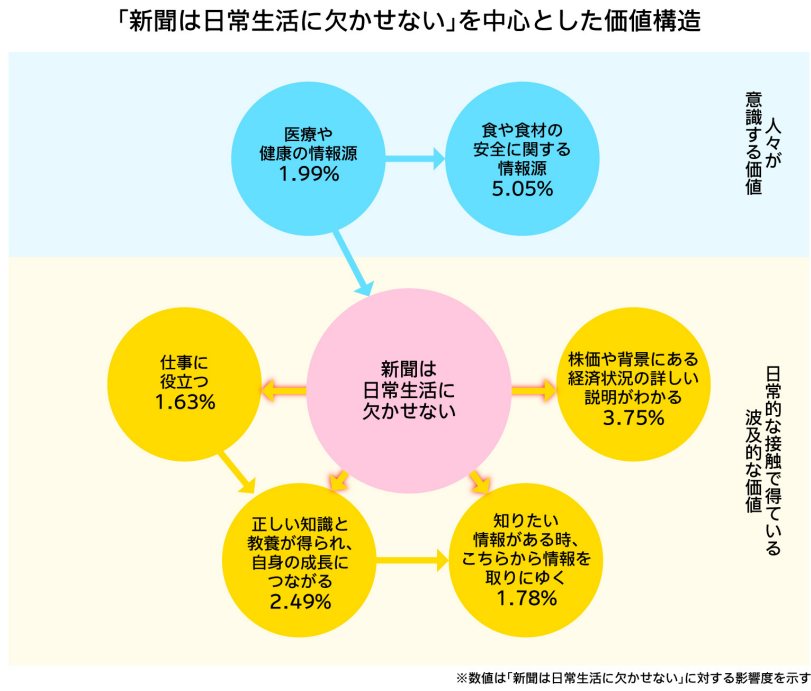 「新聞は日常生活に欠かせない」を中心とした価値構造
医療や
健康の情報源
1.99%
食や食材の
安全に関する
情報源
5.05%
人々が
意識する価値
新聞は
日常生活に
欠かせない
仕事に
役立つ
1.63%
株価や背景にある
経済状況の詳しい
説明がわかる
3.75%
正しい知識と
教養が得られ、
自身の成長に
つながる
2.49%
知りたい
情報がある時、
こちらから情報を
取りにゆく
1.78%
日常的な接触で得ている
波及的な価値
※数値は「新聞は日常生活に欠かせない」に対する影響度を示す